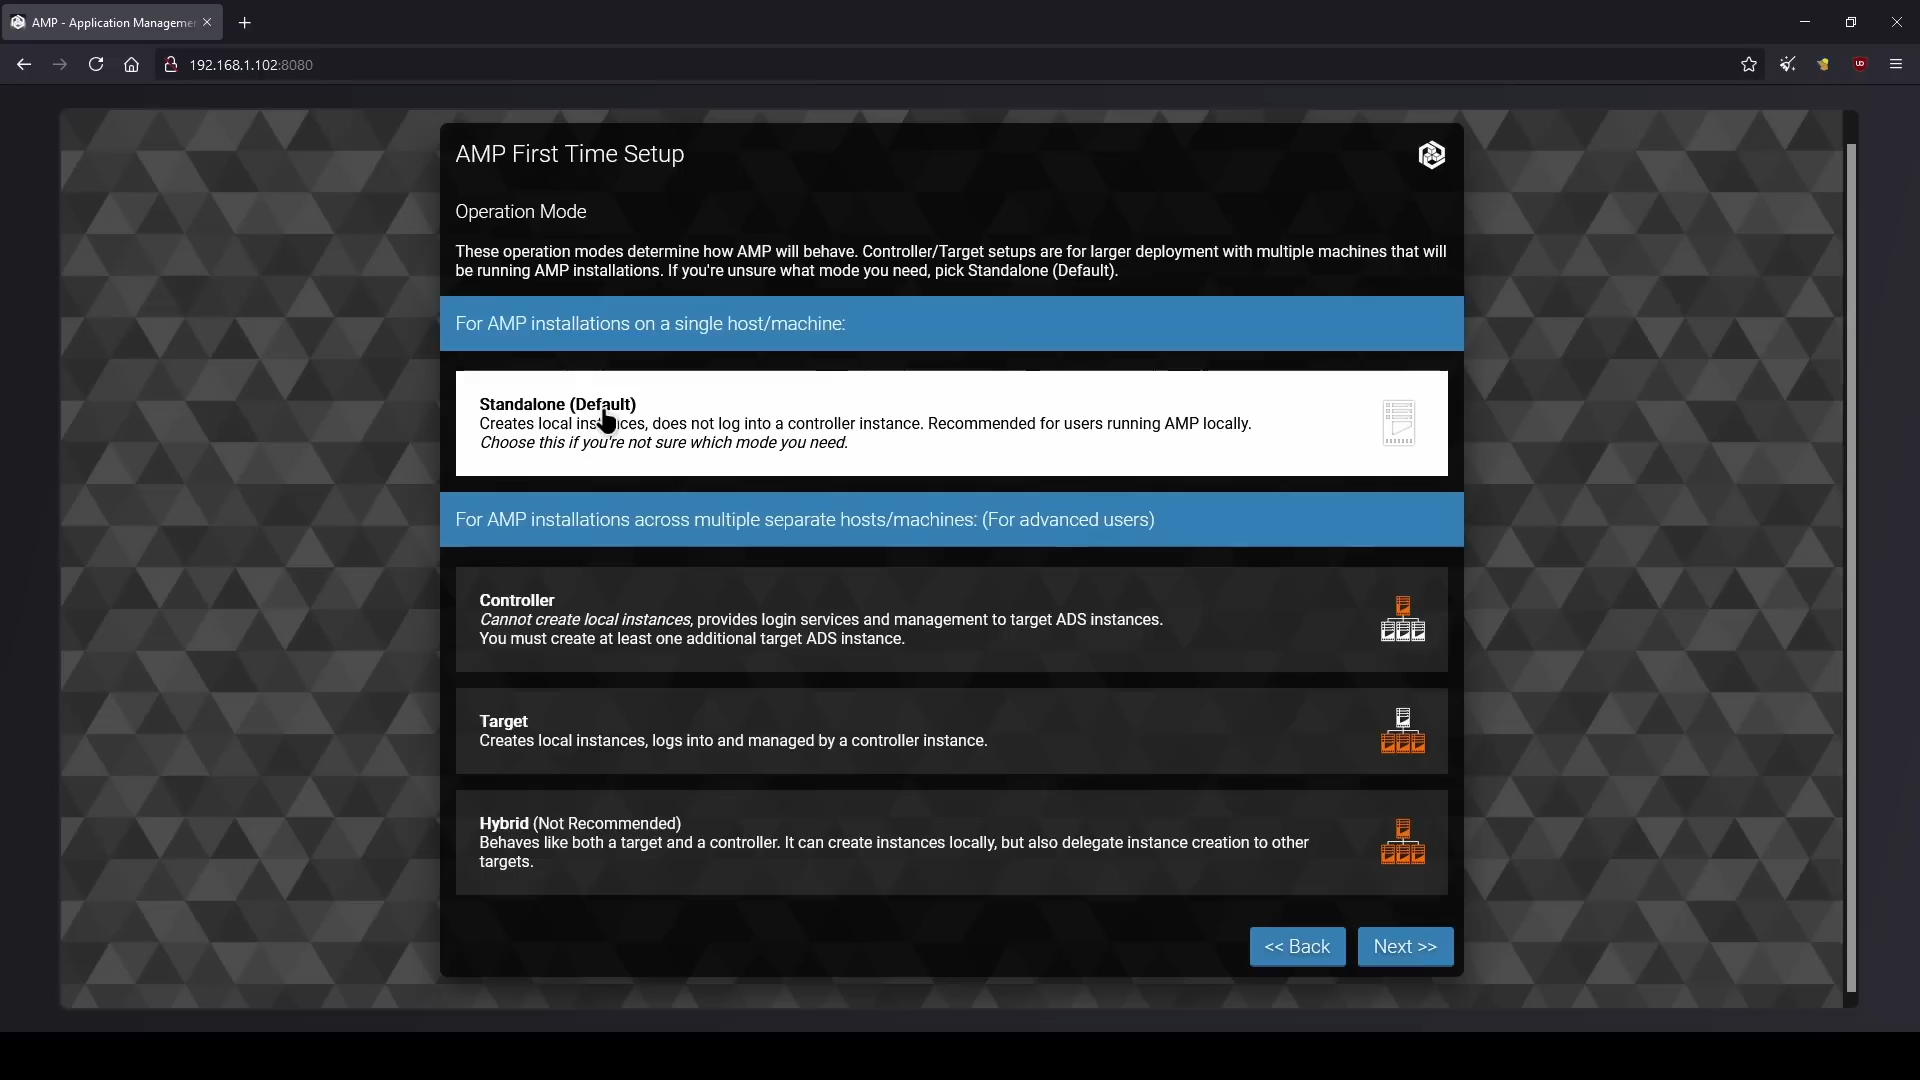 AMP - Application Manageme
192.168.1.102:8080
AMP First Time Setup
Operation Mode
These operation modes determine how AMP will behave. Controller/Target setups are for larger deployment with multiple machines that will
be running AMP installations. If you're unsure what mode you need, pick Standalone (Default).
For AMP installations on a single host/machine:
Standalone (Default)
Creates local instances, does not log into a controller instance. Recommended for users running AMP locally.
Choose this if you're not sure which mode you need.
For AMP installations across multiple separate hosts/machines: (For advanced users)
Controller
Cannot create local instances, provides login services and management to target ADS instances.
You must create at least one additional target ADS instance.
Target
Creates local instances, logs into and managed by a controller instance.
Hybrid (Not Recommended)
Behaves like both a target and a controller. It can create instances locally, but also delegate instance creation to other
targets.
<< Back
Next >>